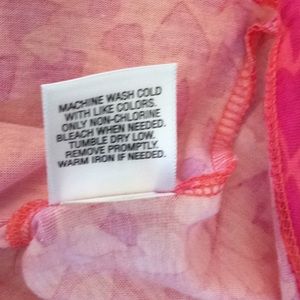 MACHINE WASH COLD
WITH LIKE COLORS.
ONLY NON-CHLORINE
BLEACH WHEN NEEDED.
TUMBLE DRY LOW.
REMOVE PROMPTLY.
WARM IRON IF NEEDED.